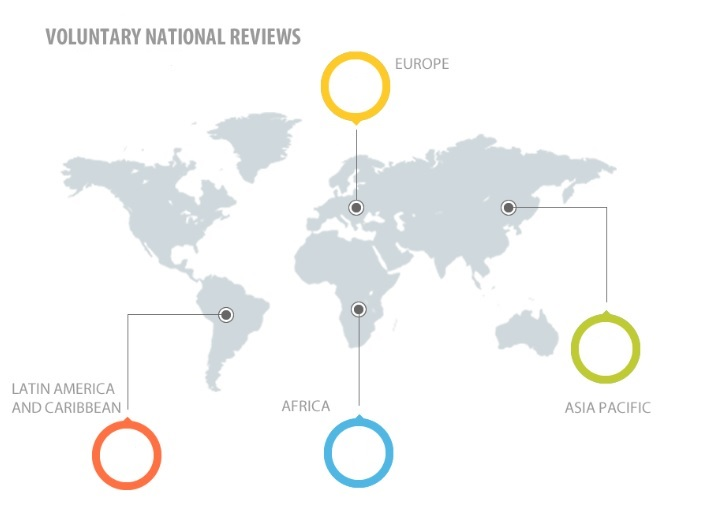 VOLUNTARY NATIONAL REVIEWS
EUROPE
LATIN AMERICA
AND CARIBBEAN
AFRICA
ASIA PACIFIC